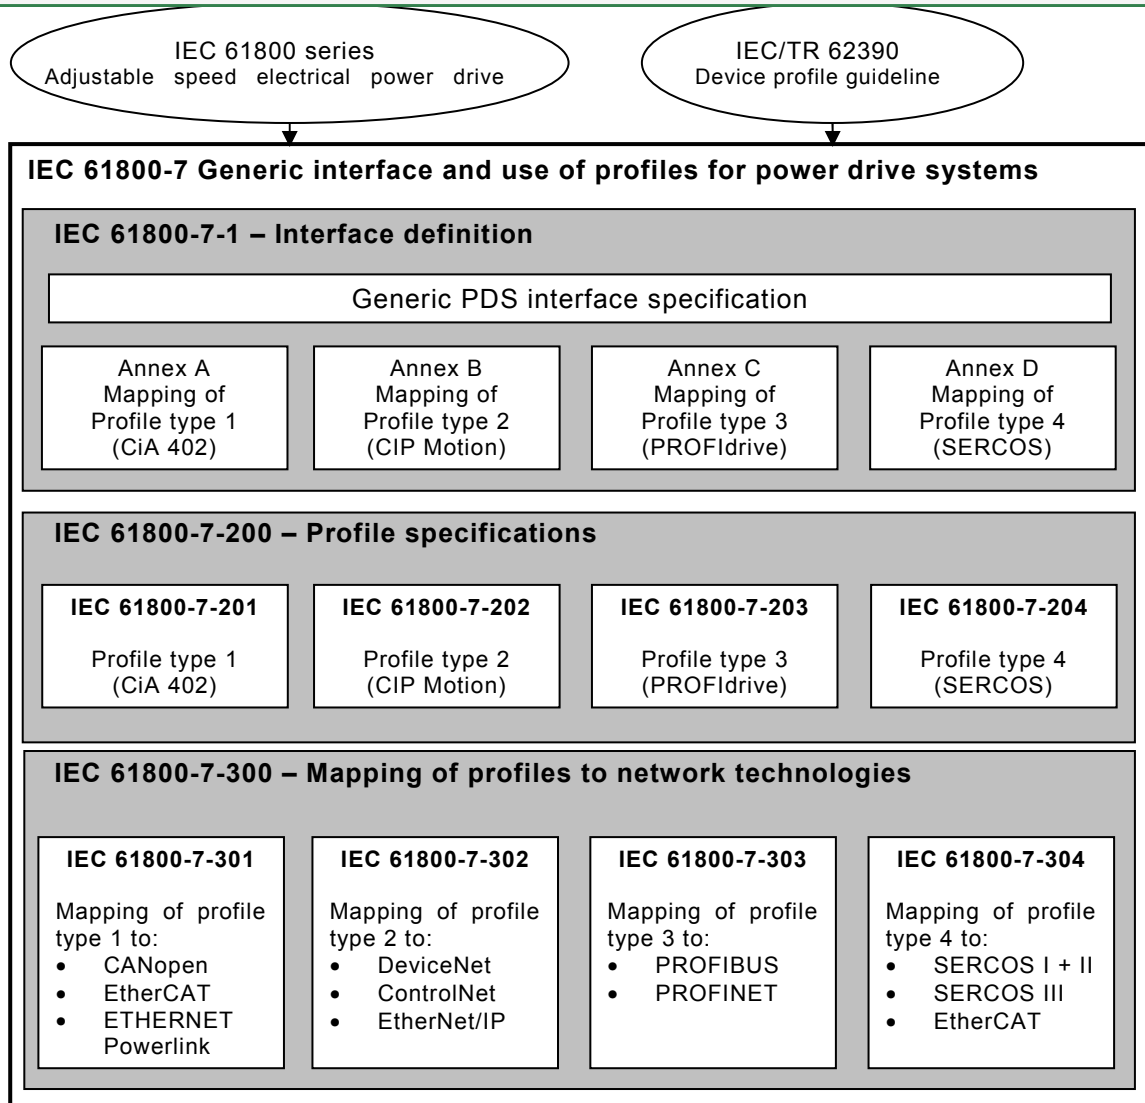 IEC 61800 series
Adjustable speed electrical power drive
IEC/TR 62390
Device profile guideline
IEC 61800-7 Generic interface and use of profiles for power drive systems
IEC 61800-7-1 – Interface definition
Generic PDS interface specification
Annex A
Mapping of
Profile type 1
(CiA 402)
Annex B
Mapping of
Profile type 2
(CIP Motion)
Annex C
Mapping of
Profile type 3
(PROFIdrive)
Annex D
Mapping of
Profile type 4
(SERCOS)
IEC 61800-7-200 – Profile specifications
IEC 61800-7-201
Profile type 1
(CiA 402)
IEC 61800-7-202
Profile type 2
(CIP Motion)
IEC 61800-7-203
Profile type 3
(PROFIdrive)
IEC 61800-7-204
Profile type 4
(SERCOS)
IEC 61800-7-300 – Mapping of profiles to network technologies
IEC 61800-7-301
Mapping of profile
type 1 to:
• CANopen
• EtherCAT
• ETHERNET
Powerlink
IEC 61800-7-302
Mapping of profile
type 2 to:
• DeviceNet
• ControlNet
• EtherNet/IP
IEC 61800-7-303
Mapping of profile
type 3 to:
• PROFIBUS
• PROFINET
IEC 61800-7-304
Mapping of profile
type 4 to:
• SERCOS I + II
• SERCOS III
• EtherCAT